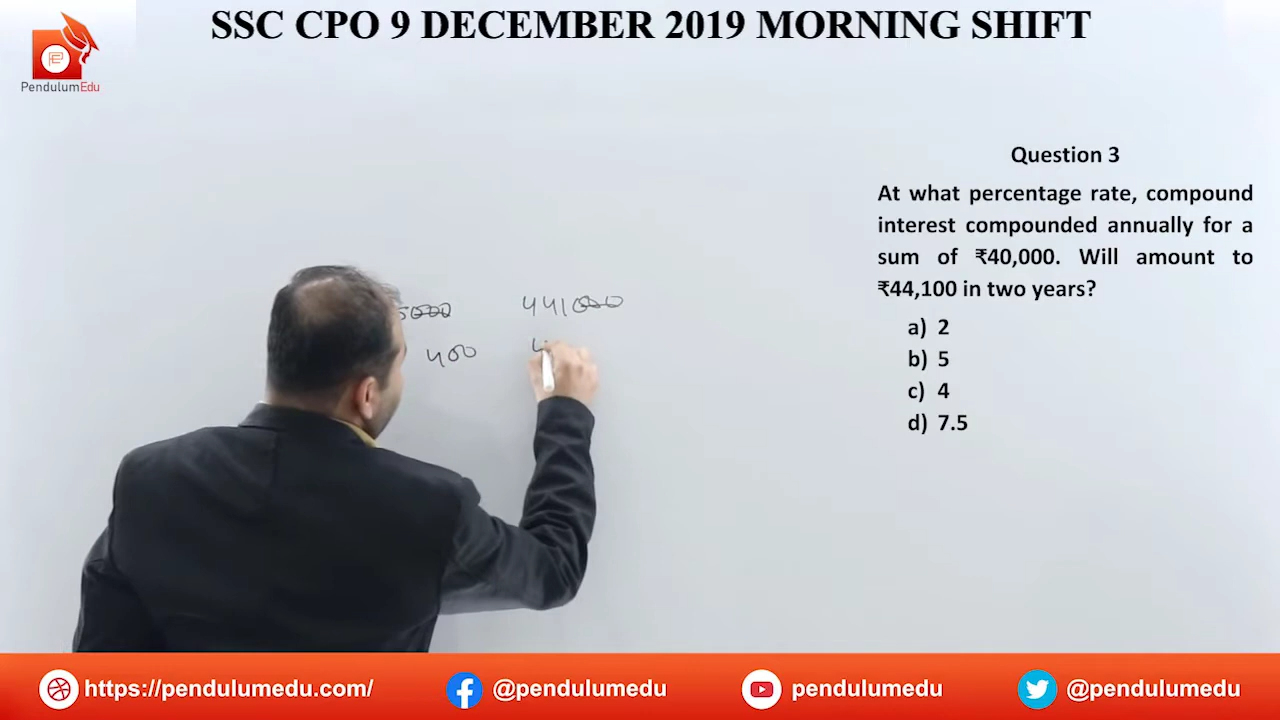 SSC CPO 9 DECEMBER 2019 MORNING SHIFT
PendulumEdu
Question 3
At what percentage rate, compound
interest compounded annually for a
sum of ₹40,000. Will amount to
₹44,100 in two years?
a) 2
b) 5
c) 4
d) 7.5
441000
400
https://pendulumedu.com/
@pendulumedu
pendulumedu
@pendulumedu